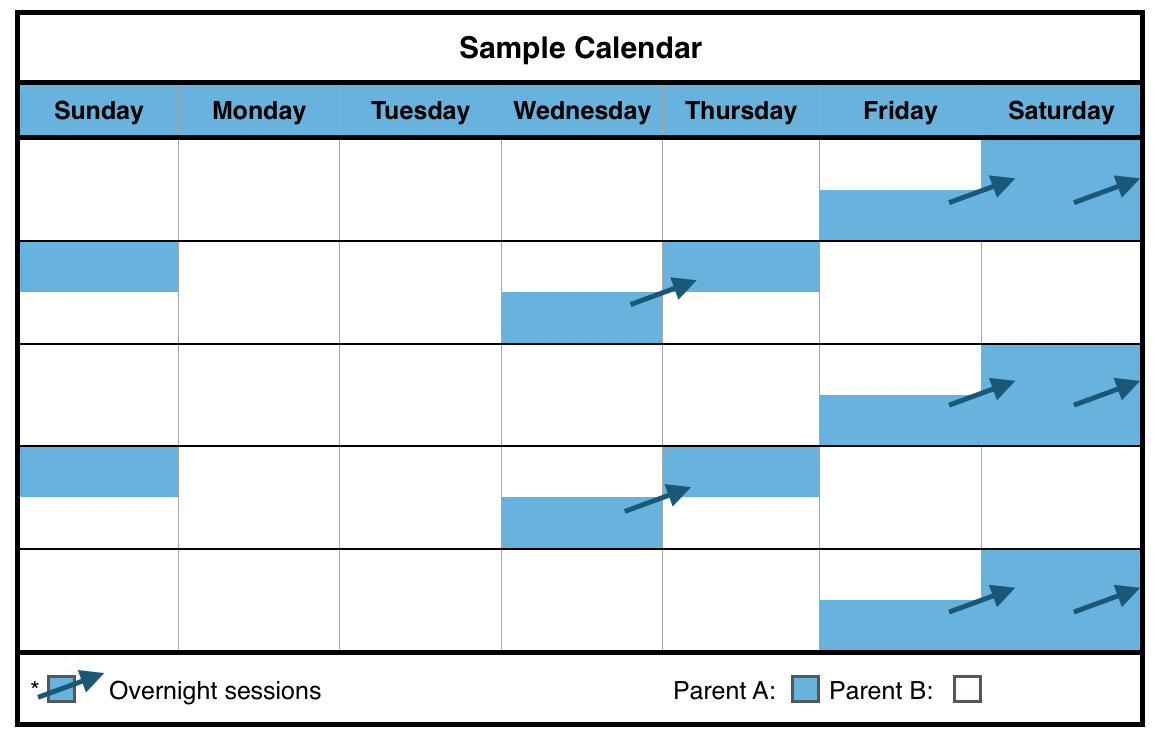 Sample Calendar
Sunday Monday Tuesday Wednesday Thursday Friday Saturday
* Overnight sessions Parent A: Parent B: